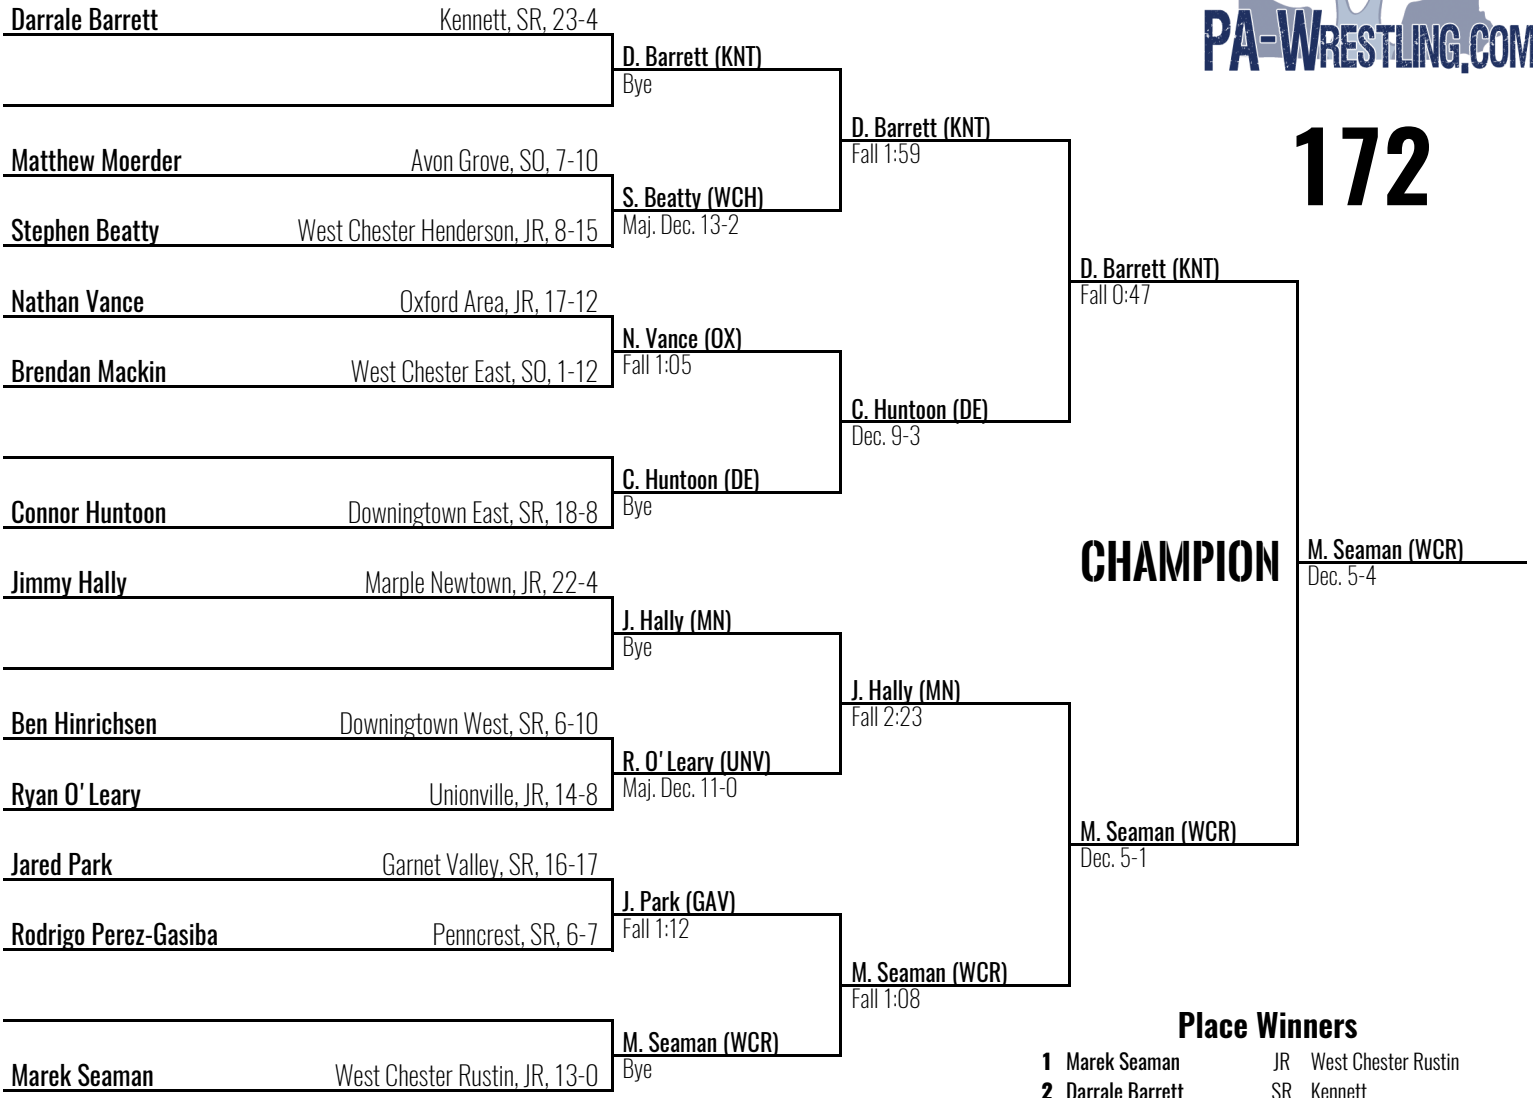 PA-WRESTLING.COM
172
Darrale Barrett Kennett, SR, 23-4
D. Barrett (KNT)
Bye
D. Barrett (KNT)
Fall 1:59
Matthew Moerder Avon Grove, SO, 7-10
S. Beatty (WCH)
Maj. Dec. 13-2
Stephen Beatty West Chester Henderson, JR, 8-15
D. Barrett (KNT)
Fall 0:47
Nathan Vance Oxford Area, JR, 17-12
N. Vance (OX)
Fall 1:05
Brendan Mackin West Chester East, SO, 1-12
C. Huntoon (DE)
Dec. 9-3
C. Huntoon (DE)
Bye
Connor Huntoon Downingtown East, SR, 18-8
CHAMPION
M. Seaman (WCR)
Dec. 5-4
Jimmy Hally Marple Newtown, JR, 22-4
J. Hally (MN)
Bye
J. Hally (MN)
Fall 2:23
Ben Hinrichsen Downingtown West, SR, 6-10
R. O'Leary (UNV)
Maj. Dec. 11-0
Ryan O'Leary Unionville, JR, 14-8
M. Seaman (WCR)
Dec. 5-1
Jared Park Garnet Valley, SR, 16-17
J. Park (GAV)
Fall 1:12
Rodrigo Perez-Gasiba Penncrest, SR, 6-7
M. Seaman (WCR)
Fall 1:08
M. Seaman (WCR)
Bye
Marek Seaman West Chester Rustin, JR, 13-0
Place Winners
1 Marek Seaman JR West Chester Rustin
2 Darrale Barrett SR Kennett